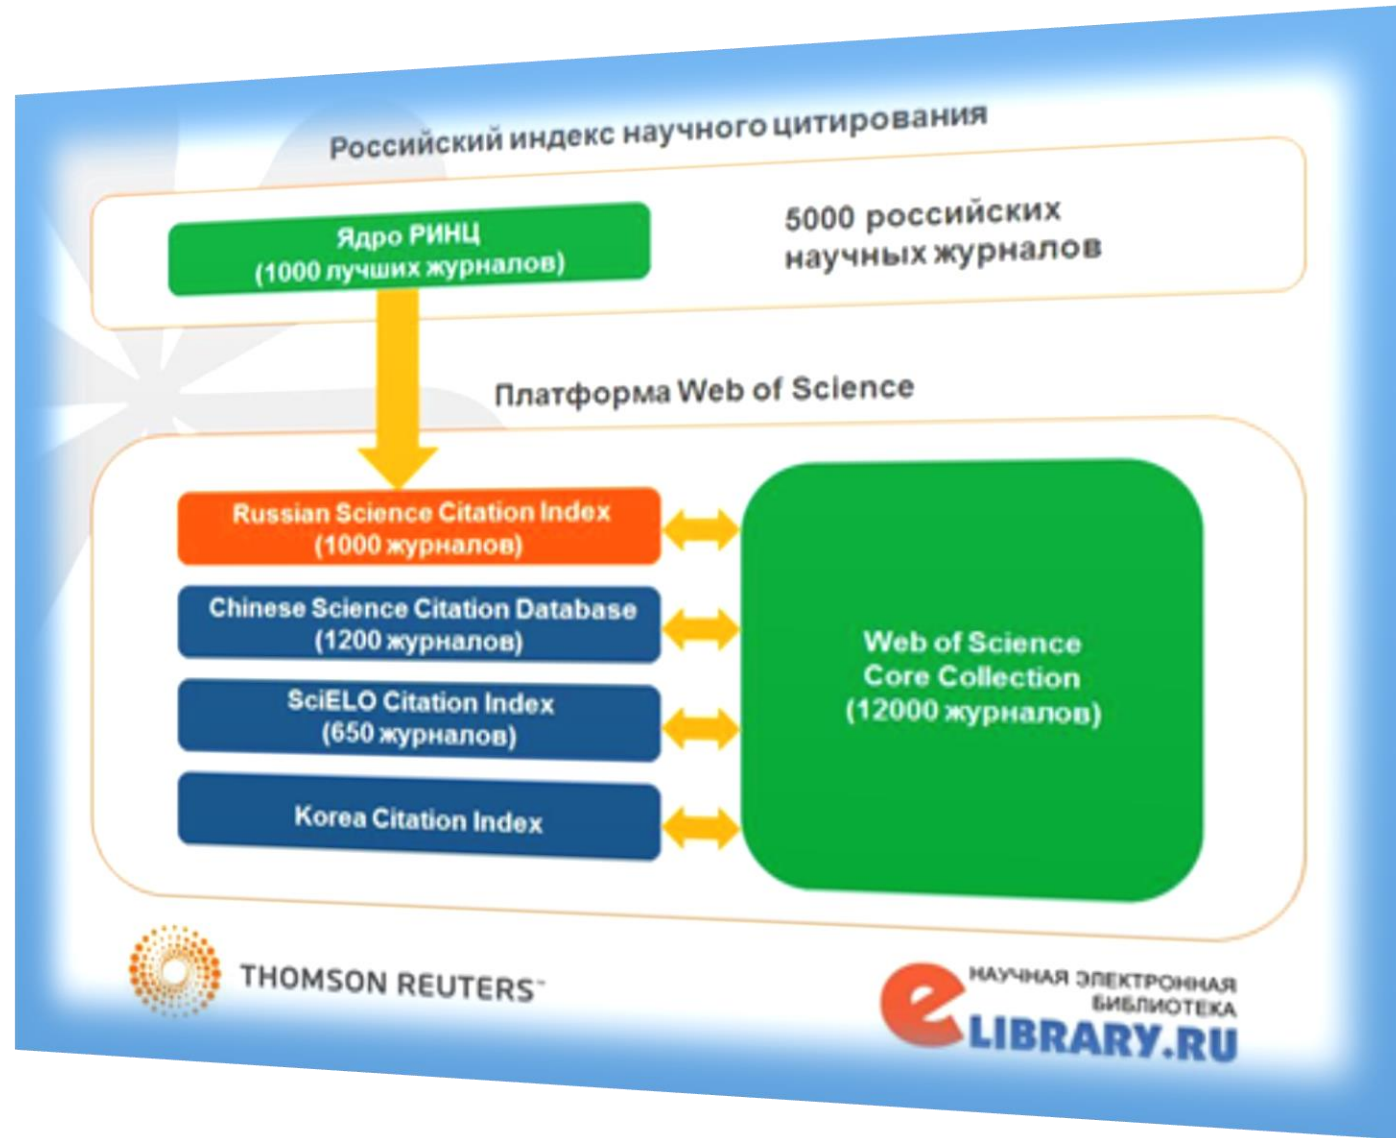 Российский индекс научного цитирования
Ядро РИНЦ
(1000 лучших журналов)
5000 российских
научных журналов
Платформа Web of Science
Russian Science Citation Index
(1000 журналов)
Chinese Science Citation Database
(1200 журналов)
SciELO Citation Index
(650 журналов)
Korea Citation Index
Web of Science
Core Collection
(12000 журналов)
THOMSON REUTERS™
НАУЧНАЯ ЭЛЕКТРОННАЯ
БИБЛИОТЕКА
eLIBRARY.RU